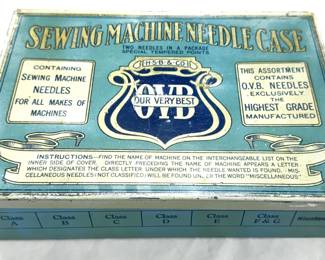 SEWING MACHINE NEEDLE CASE
TWO NEEDLES IN A PACKAGE
SPECIAL TEMPERED POINTS
CONTAINING
SEWING MACHINE
NEEDLES
FOR ALL MAKES OF
MACHINES
H.S.B. & CO.
OVB
OUR VERY BEST
THIS ASSORTMENT
CONTAINS
O.V.B. NEEDLES
EXCLUSIVELY
THE
HIGHEST GRADE
MANUFACTURED
INSTRUCTIONS—FIND THE NAME OF MACHINE ON THE INTERCHANGEABLE LIST ON THE
INNER SIDE OF COVER. DIRECTLY PRECEDING THE NAME OF MACHINE APPEARS A LETTER
WHICH DESIGNATES THE CLASS LETTER UNDER WHICH THE NEEDLE WANTED IS FOUND. MIS-
CELLANEOUS NEEDLES (NOT CLASSIFIED) WILL BE FOUND UNDER THE WORD "MISCELLANEOUS"
Class A
Class B
Class C
Class D
Class E
Class F & G